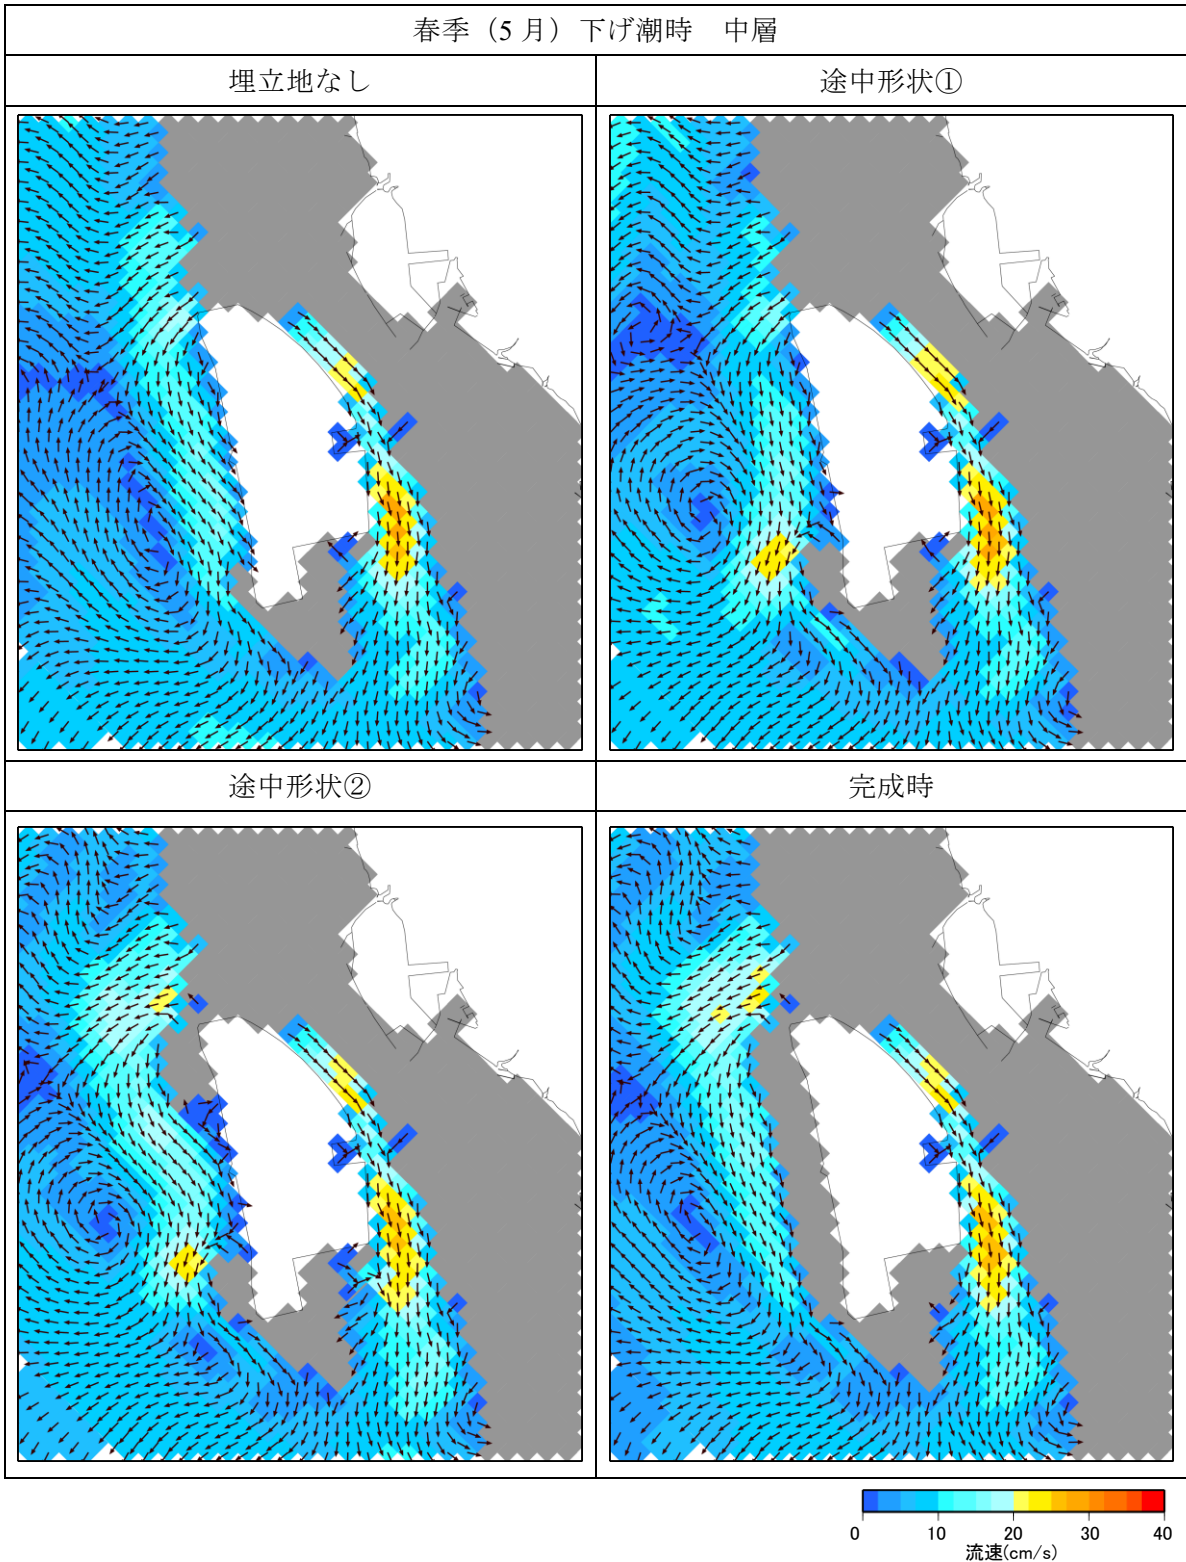 春季（5 月）下げ潮時　中層
埋立地なし
途中形状①
途中形状②
完成時
0 10 20 30 40
流速(cm/s)